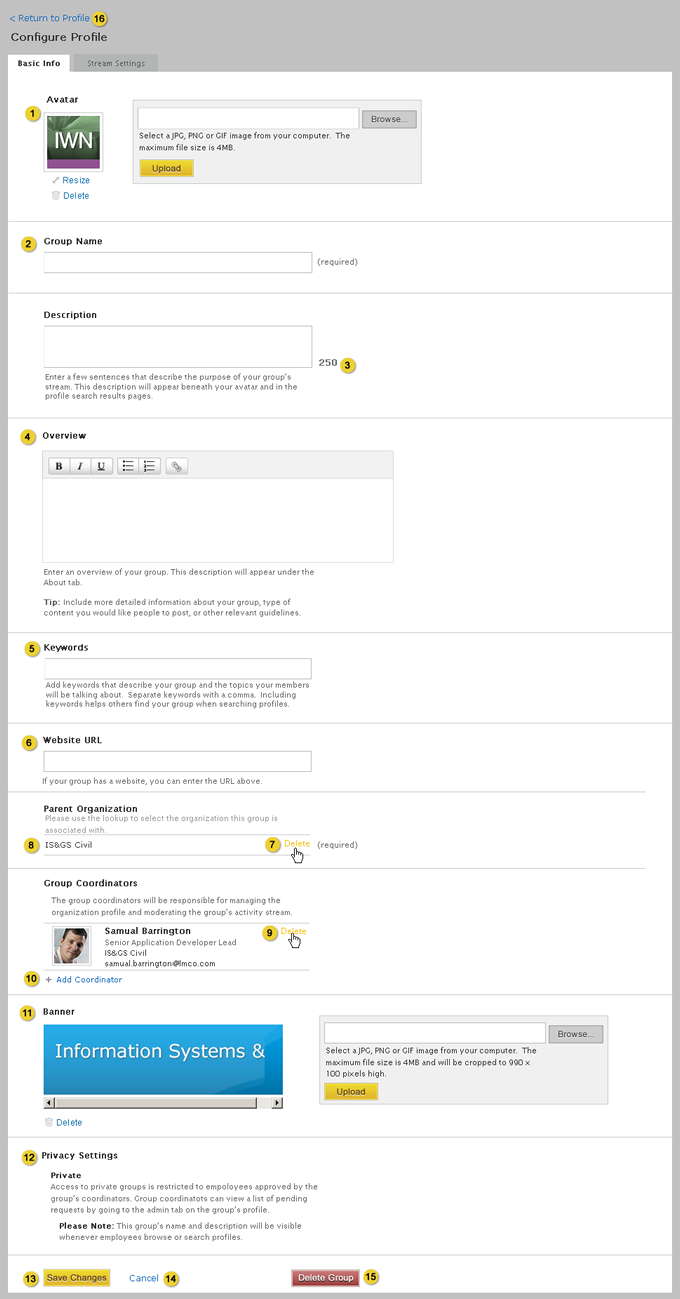 < Return to Profile 16
Configure Profile
Basic Info
Stream Settings
Avatar
1
IWN
Browse...
Select a JPG, PNG or GIF image from your computer. The
maximum file size is 4MB.
Upload
Resize
Delete
2 Group Name
(required)
Description
250 3
Enter a few sentences that describe the purpose of your group's
stream. This description will appear beneath your avatar and in the
profile search results pages.
4 Overview
B I U
Enter an overview of your group. This description will appear under the
About tab.
Tip: Include more detailed information about your group, type of
content you would like people to post, or other relevant guidelines.
5 Keywords
Add keywords that describe your group and the topics your members
will be talking about. Separate keywords with a comma. Including
keywords helps others find your group when searching profiles.
6 Website URL
If your group has a website, you can enter the URL above.
Parent Organization
Please use the lookup to select the organization this group is
associated with.
8 IS&GS Civil 7 Delete (required)
Group Coordinators
The group coordinators will be responsible for managing the
organization profile and moderating the group's activity stream.
Samual Barrington 9 Delete
Senior Application Developer Lead
IS&GS Civil
samual.barrington@lmco.com
10 + Add Coordinator
11 Banner
Information Systems &
Browse...
Select a JPG, PNG or GIF image from your computer. The
maximum file size is 4MB and will be cropped to 990 x
100 pixels high.
Upload
Delete
12 Privacy Settings
Private
Access to private groups is restricted to empoloyees approved by the
group's coordinators. Group coordinatots can view a list of pending
requests by going to the admin tab on the group's profile.
Please Note: This group's name and description will be visible
whenever employees browse or search profiles.
13 Save Changes Cancel 14 Delete Group 15